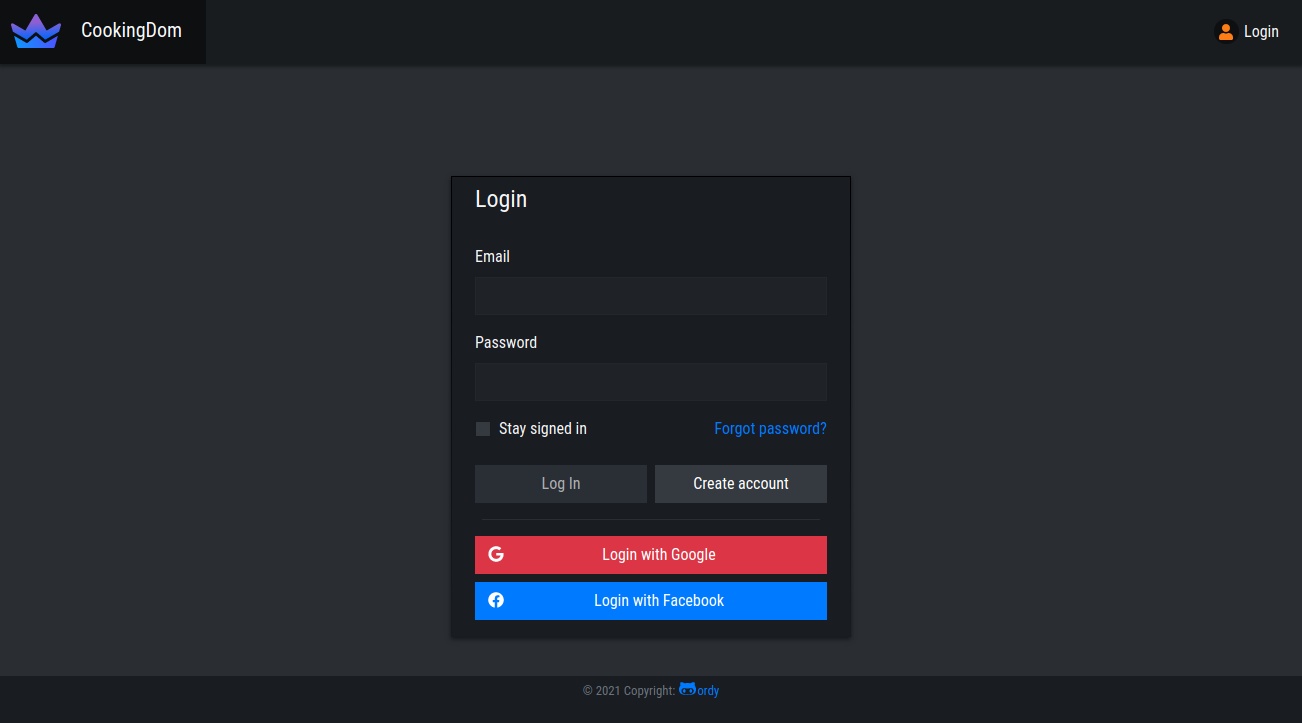 CookingDom
Login
Login
Email
Password
Stay signed in
Forgot password?
Log In
Create account
Login with Google
Login with Facebook
© 2021 Copyright: ordy